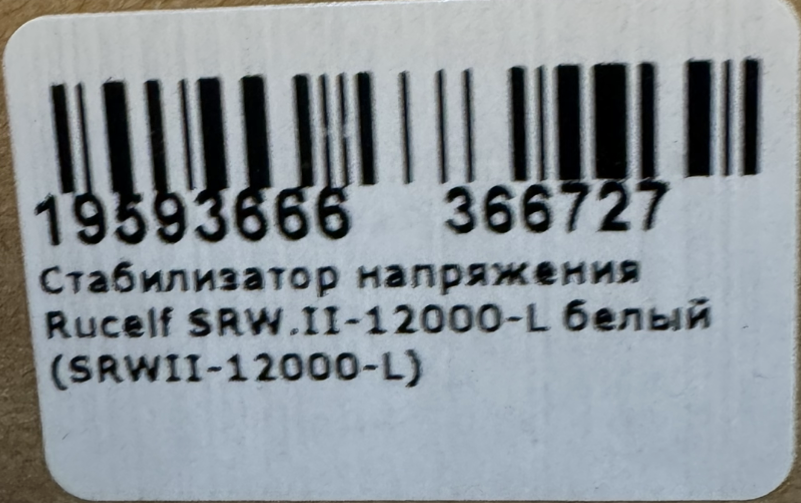 19593666 366727
Стабилизатор напряжения
Rucelf SRW.II-12000-L белый
(SRWII-12000-L)